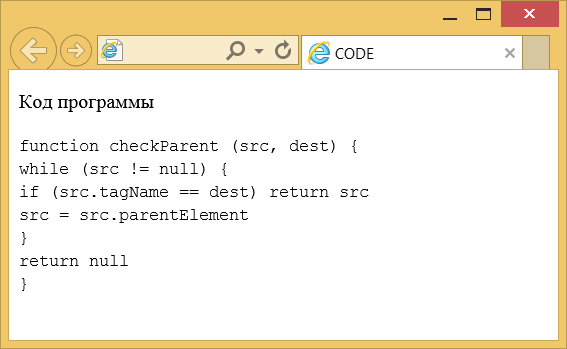 CODE
Код программы
function checkParent (src, dest) {
while (src != null) {
if (src.tagName == dest) return src
src = src.parentElement
}
return null
}